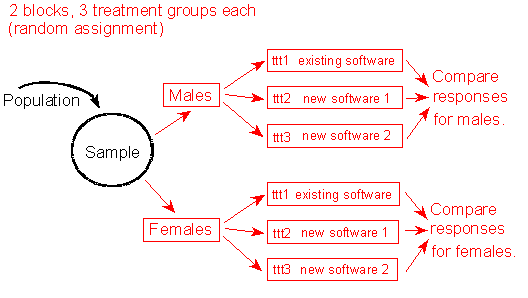 2 blocks, 3 treatment groups each
(random assignment)
Population
Sample
Males
ttt1 existing software
ttt2 new software 1
ttt3 new software 2
Compare
responses
for males.
Females
ttt1 existing software
ttt2 new software 1
ttt3 new software 2
Compare
responses
for females.